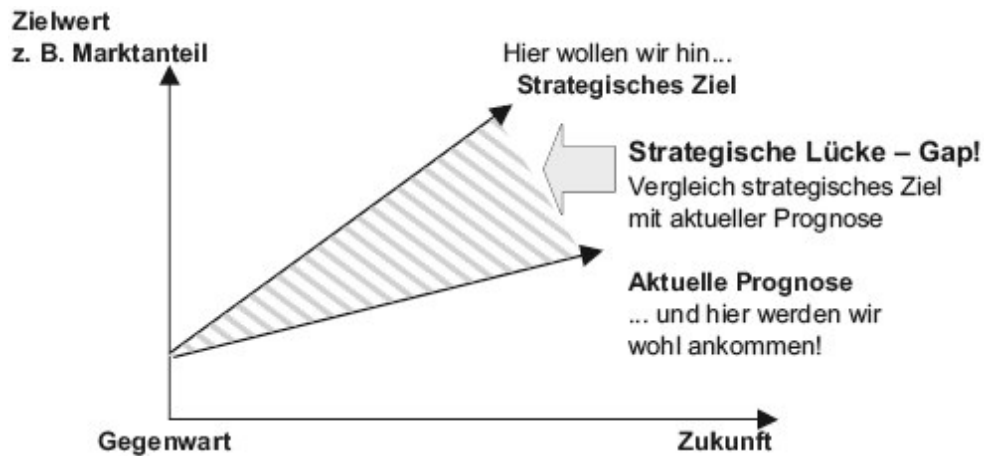 Zielwert
z. B. Marktanteil
Hier wollen wir hin...
Strategisches Ziel
Strategische Lücke – Gap!
Vergleich strategisches Ziel
mit aktueller Prognose
Aktuelle Prognose
... und hier werden wir
wohl ankommen!
Gegenwart
Zukunft